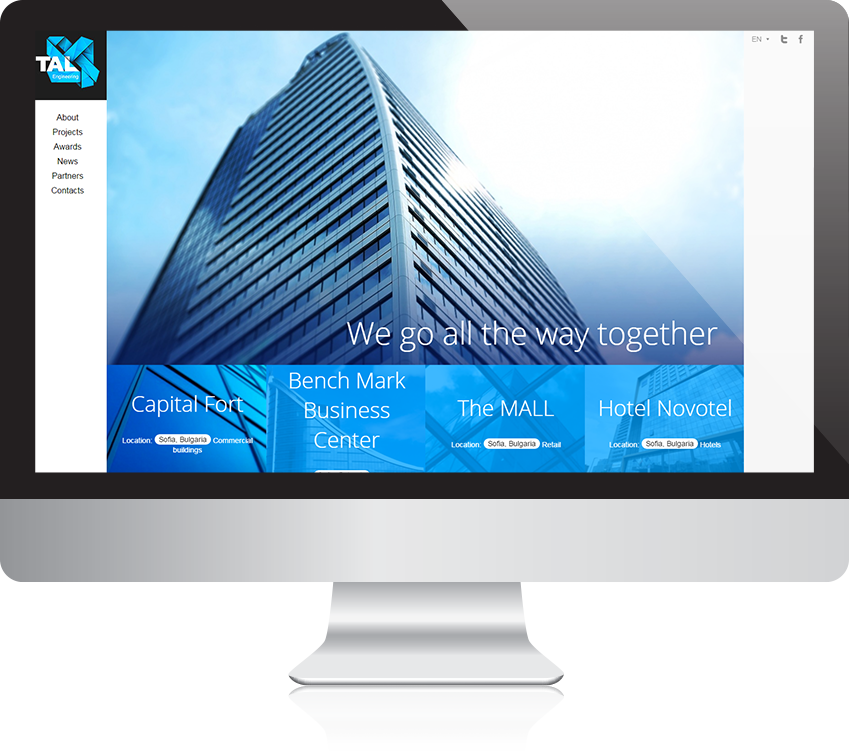 TAL
Engineering
EN
About
Projects
Awards
News
Partners
Contacts
We go all the way together
Capital Fort
Location: Sofia, Bulgaria Commercial
buildings
Bench Mark
Business
Center
The MALL
Location: Sofia, Bulgaria Retail
Hotel Novotel
Location: Sofia, Bulgaria Hotels